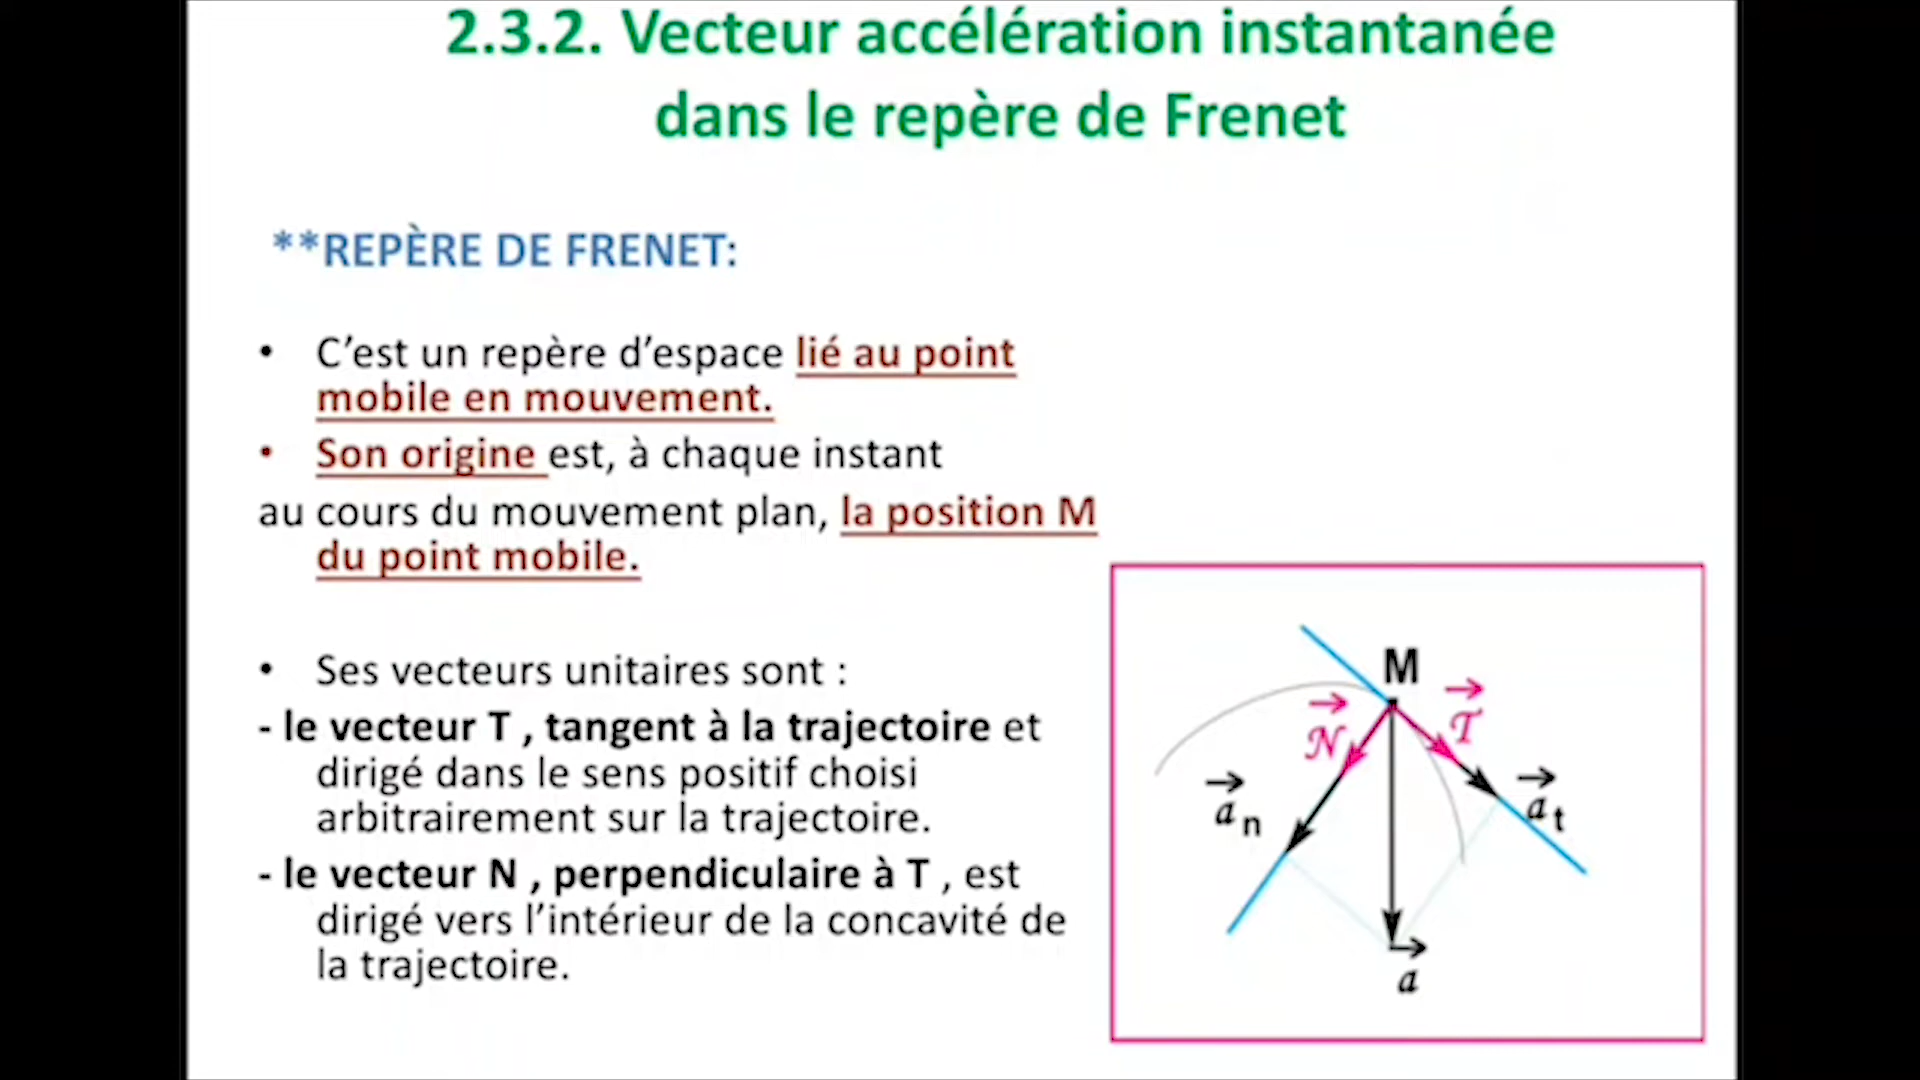 2.3.2. Vecteur accélération instantanée
dans le repère de Frenet
**REPÈRE DE FRENET:
• C’est un repère d’espace lié au point
mobile en mouvement.
• Son origine est, à chaque instant
au cours du mouvement plan, la position M
du point mobile.
• Ses vecteurs unitaires sont :
- le vecteur T , tangent à la trajectoire et
dirigé dans le sens positif choisi
arbitrairement sur la trajectoire.
- le vecteur N , perpendiculaire à T , est
dirigé vers l’intérieur de la concavité de
la trajectoire.
M
N
T
an
at
a